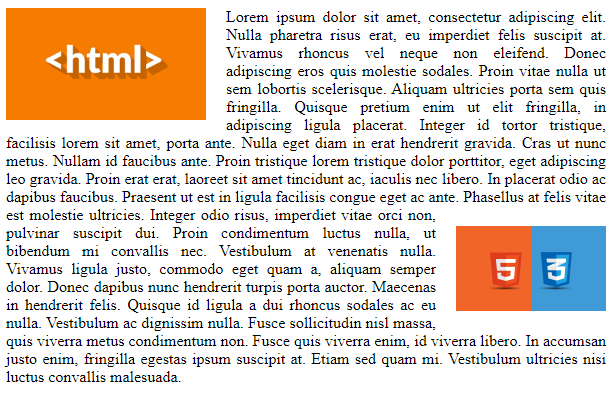 <html>
Lorem ipsum dolor sit amet, consectetur adipiscing elit.
Nulla pharetra risus erat, eu imperdiet felis suscipit at.
Vivamus rhoncus vel neque non eleifend. Donec
adipiscing eros quis molestie sodales. Proin vitae nulla ut
sem lobortis scelerisque. Aliquam ultricies porta sem quis
fringilla. Quisque pretium enim ut elit fringilla, in
adipiscing ligula placerat. Integer id tortor tristique,
facilisis lorem sit amet, porta ante. Nulla eget diam in erat hendrerit gravida. Cras ut nunc
metus. Nullam id faucibus ante. Proin tristique lorem tristique dolor porttitor, eget adipiscing
leo gravida. Proin erat erat, laoreet sit amet tincidunt ac, iaculis nec libero. In placerat odio ac
dapibus faucibus. Praesent ut est in ligula facilisis congue eget ac ante. Phasellus at felis vitae
est molestie ultricies. Integer odio risus, imperdiet vitae orci non,
pulvinar suscipit dui. Proin condimentum luctus nulla, ut
bibendum mi convallis nec. Vestibulum at venenatis nulla.
Vivamus ligula justo, commodo eget quam a, aliquam semper
dolor. Donec dapibus nunc hendrerit turpis porta auctor. Maecenas
in hendrerit felis. Quisque id ligula a dui rhoncus sodales ac eu
nulla. Vestibulum ac dignissim nulla. Fusce sollicitudin nisl massa,
5 3
quis viverra metus condimentum non. Fusce quis viverra enim, id viverra libero. In accumsan
justo enim, fringilla egestas ipsum suscipit at. Etiam sed quam mi. Vestibulum ultricies nisi
luctus convallis malesuada.